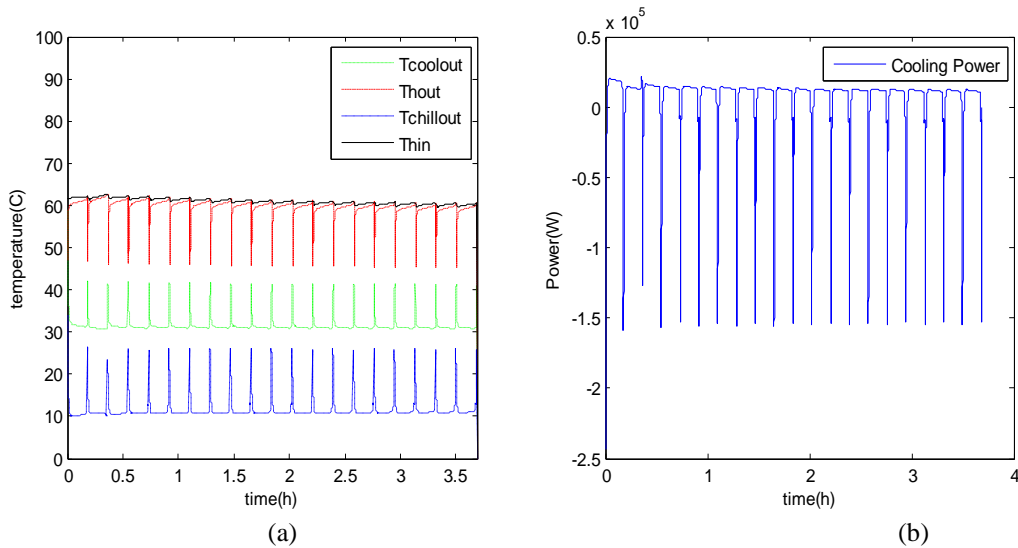 100
90
80
70
60
50
40
30
20
10
0
temperature(C)
Tcoolout
Thout
Tchillout
Thin
0 0.5 1 1.5 2 2.5 3 3.5
time(h)
(a)
x 10^5
0.5
0
-0.5
-1
-1.5
-2
-2.5
Power(W)
Cooling Power
0 1 2 3 4
time(h)
(b)